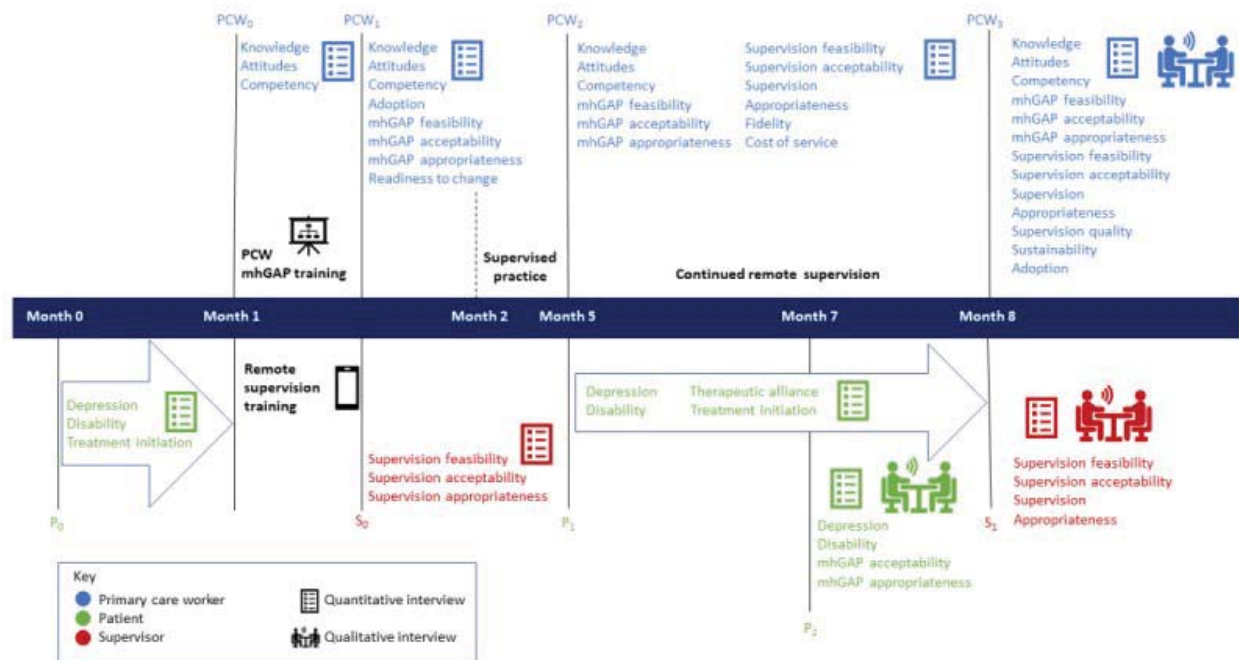 PCW₀
PCW₁
PCW₂
PCW₃
Knowledge
Attitudes
Competency
Knowledge
Attitudes
Competency
Adoption
mhGAP feasibility
mhGAP acceptability
mhGAP appropriateness
Readiness to change
Knowledge
Attitudes
Competency
mhGAP feasibility
mhGAP acceptability
mhGAP appropriateness
Supervision feasibility
Supervision acceptability
Supervision
Appropriateness
Fidelity
Cost of service
Knowledge
Attitudes
Competency
mhGAP feasibility
mhGAP acceptability
mhGAP appropriateness
Supervision feasibility
Supervision acceptability
Supervision
Appropriateness
Supervision quality
Sustainability
Adoption
PCW
mhGAP training
Supervised
practice
Continued remote supervision
Month 0
Month 1
Month 2
Month 5
Month 7
Month 8
Depression
Disability
Treatment initiation
Remote
supervision
training
Supervision feasibility
Supervision acceptability
Supervision appropriateness
Depression
Disability
Therapeutic alliance
Treatment Initiation
Depression
Disability
mhGAP acceptability
mhGAP appropriateness
Supervision feasibility
Supervision acceptability
Supervision
Appropriateness
P₀
S₀
P₁
S₁
P₂
Key
Primary care worker
Patient
Supervisor
Quantitative interview
Qualitative interview